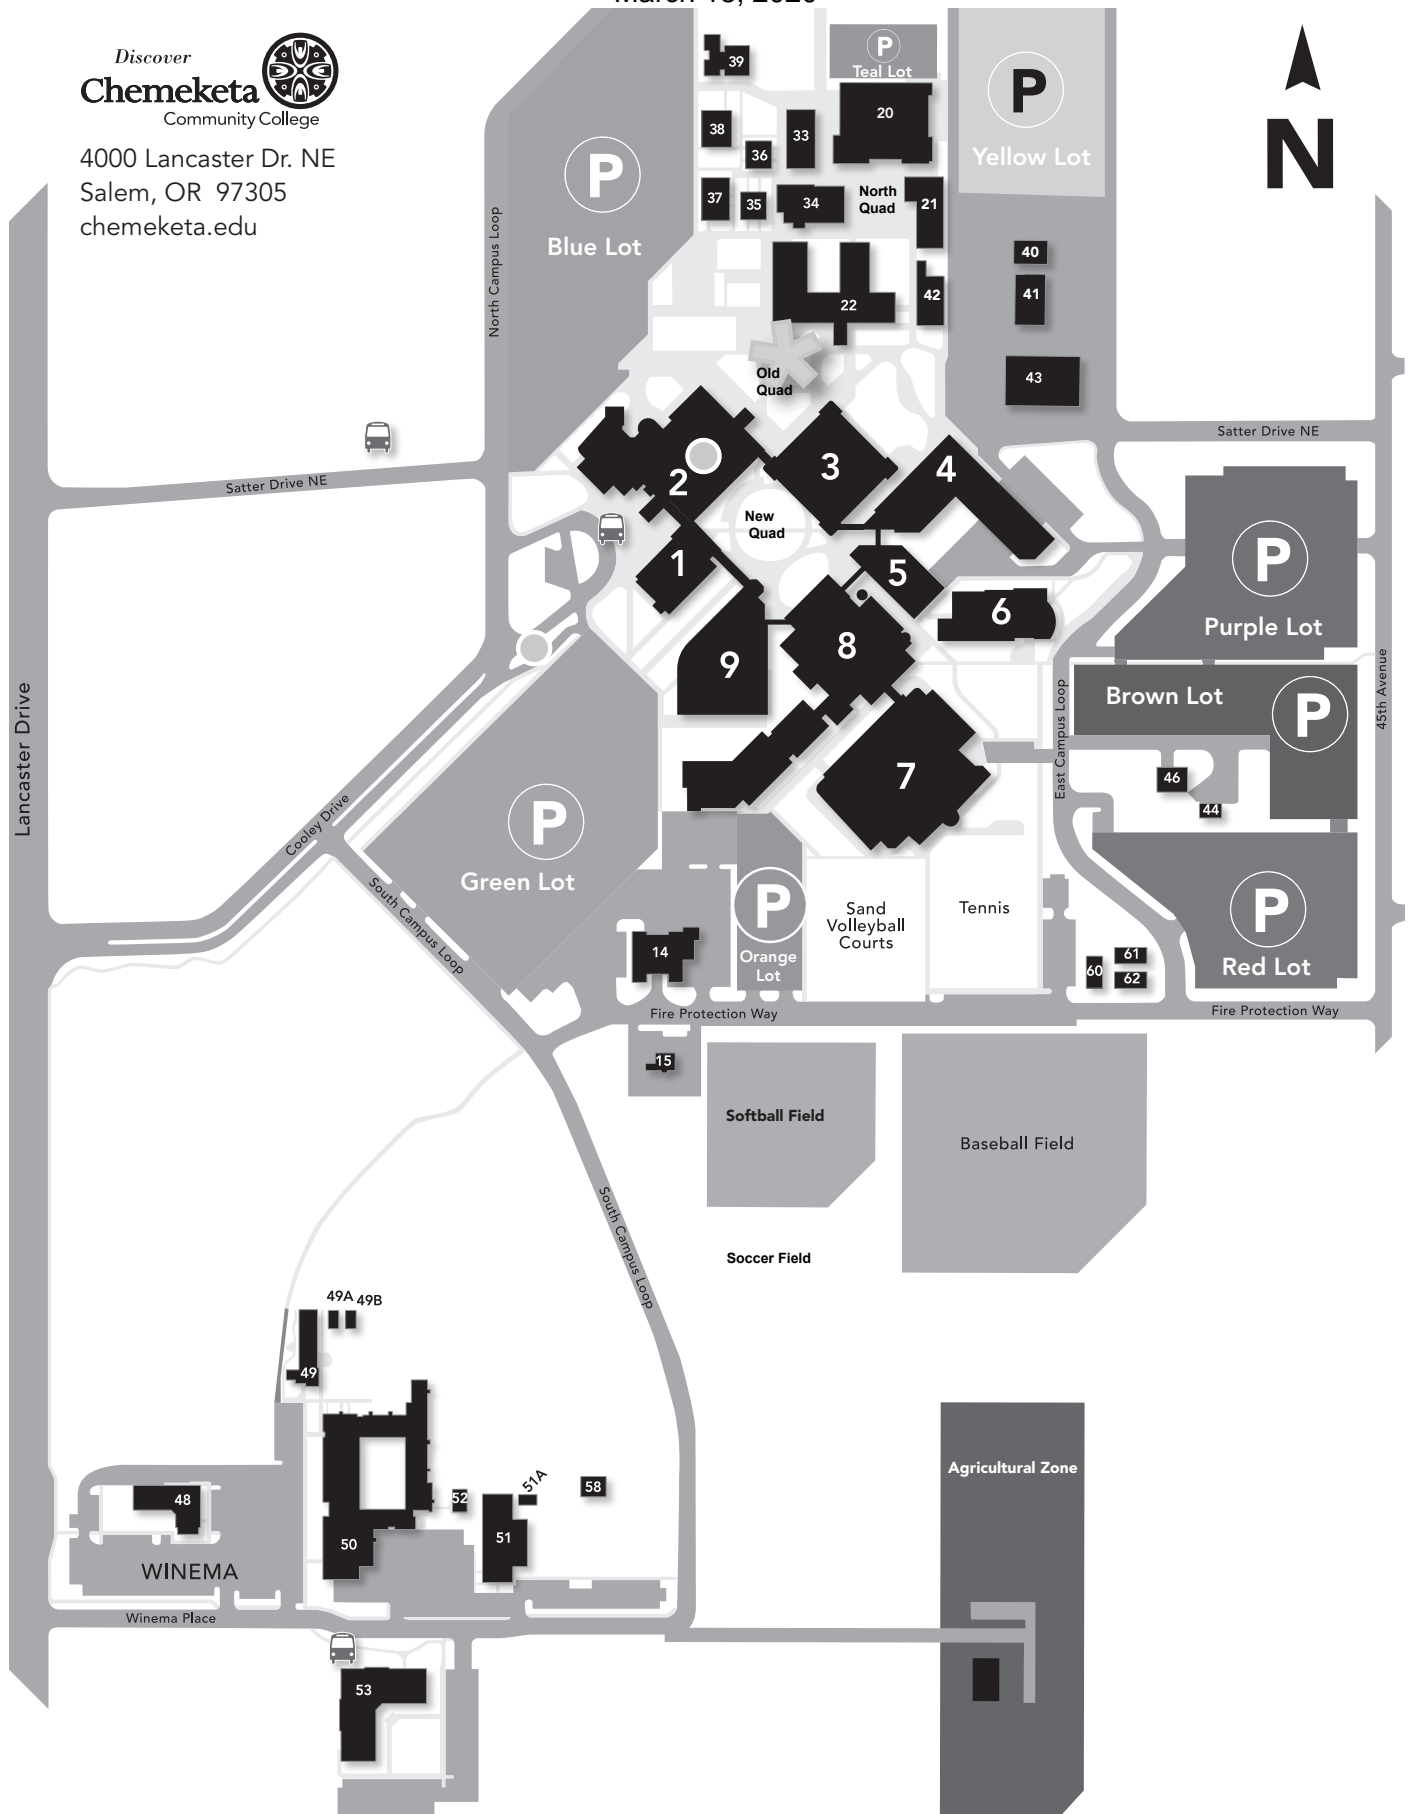 Discover
Chemeketa
Community College
4000 Lancaster Dr. NE
Salem, OR 97305
chemeketa.edu
P
Teal Lot
39
20
P
Yellow Lot
N
38
33
36
P
Blue Lot
37
35
34
North
Quad
21
North Campus Loop
40
41
42
22
43
Old
Quad
Satter Drive NE
Satter Drive NE
2
3
4
New
Quad
1
5
P
Purple Lot
6
8
9
Brown Lot
P
45th Avenue
East Campus Loop
Lancaster Drive
7
46
44
Cooley Drive
P
Green Lot
South Campus Loop
P
Orange
Lot
Sand
Volleyball
Courts
Tennis
P
Red Lot
14
60
61
62
Fire Protection Way
Fire Protection Way
15
Softball Field
Baseball Field
South Campus Loop
Soccer Field
49A
49B
49
Agricultural Zone
48
52
51A
58
50
51
WINEMA
Winema Place
53